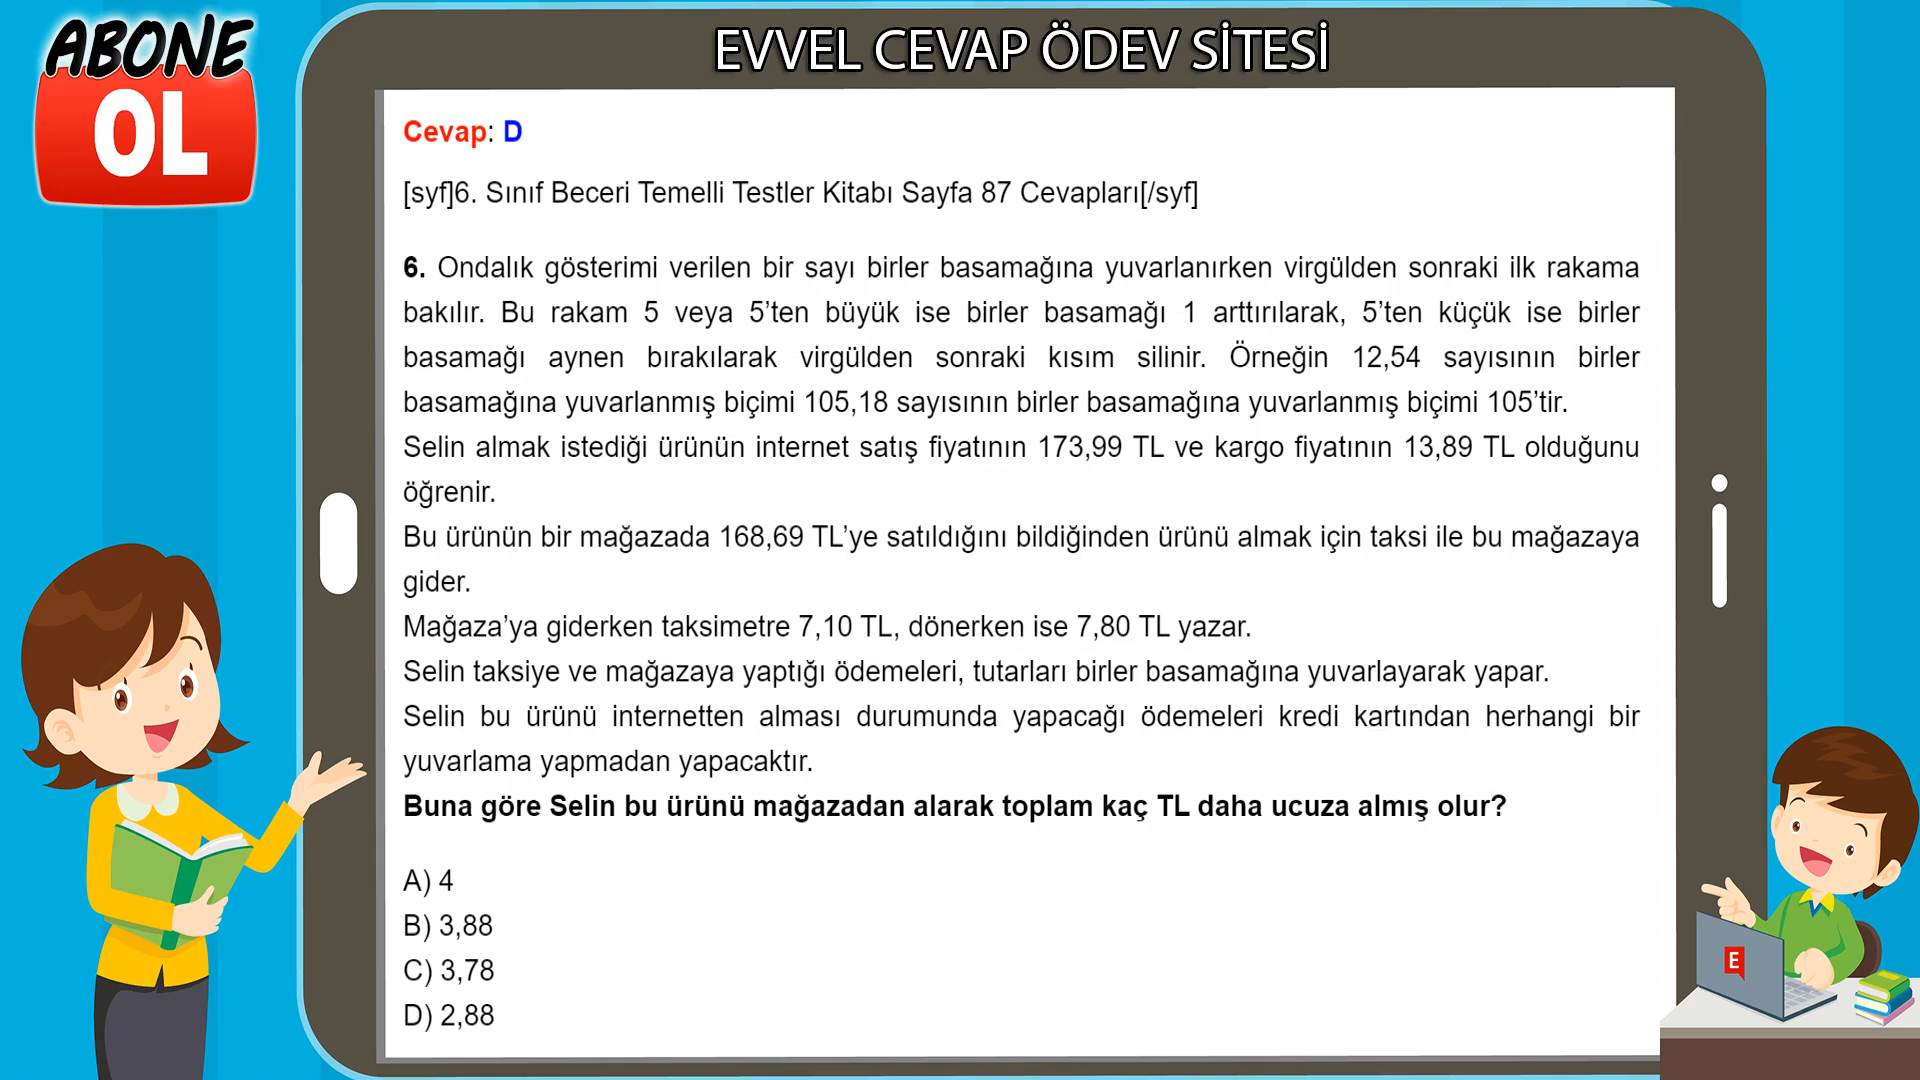 ABONE
OL
EVVEL CEVAP ÖDEV SİTESİ
Cevap: D
[syf]6. Sınıf Beceri Temelli Testler Kitabı Sayfa 87 Cevapları[/syf]
6. Ondalık gösterimi verilen bir sayı birler basamağına yuvarlanırken virgülden sonraki ilk rakama
bakılır. Bu rakam 5 veya 5’ten büyük ise birler basamağı 1 arttırılarak, 5’ten küçük ise birler
basamağı aynen bırakılarak virgülden sonraki kısım silinir. Örneğin 12,54 sayısının birler
basamağına yuvarlanmış biçimi 105,18 sayısının birler basamağına yuvarlanmış biçimi 105’tir.
Selin almak istediği ürünün internet satış fiyatının 173,99 TL ve kargo fiyatının 13,89 TL olduğunu
öğrenir.
Bu ürünün bir mağazada 168,69 TL’ye satıldığını bildiğinden ürünü almak için taksi ile bu mağazaya
gider.
Mağaza’ya giderken taksimetre 7,10 TL, dönerken ise 7,80 TL yazar.
Selin taksiye ve mağazaya yaptığı ödemeleri, tutarları birler basamağına yuvarlayarak yapar.
Selin bu ürünü internetten alması durumunda yapacağı ödemeleri kredi kartından herhangi bir
yuvarlama yapmadan yapacaktır.
Buna göre Selin bu ürünü mağazadan alarak toplam kaç TL daha ucuza almış olur?
A) 4
B) 3,88
C) 3,78
D) 2,88
E